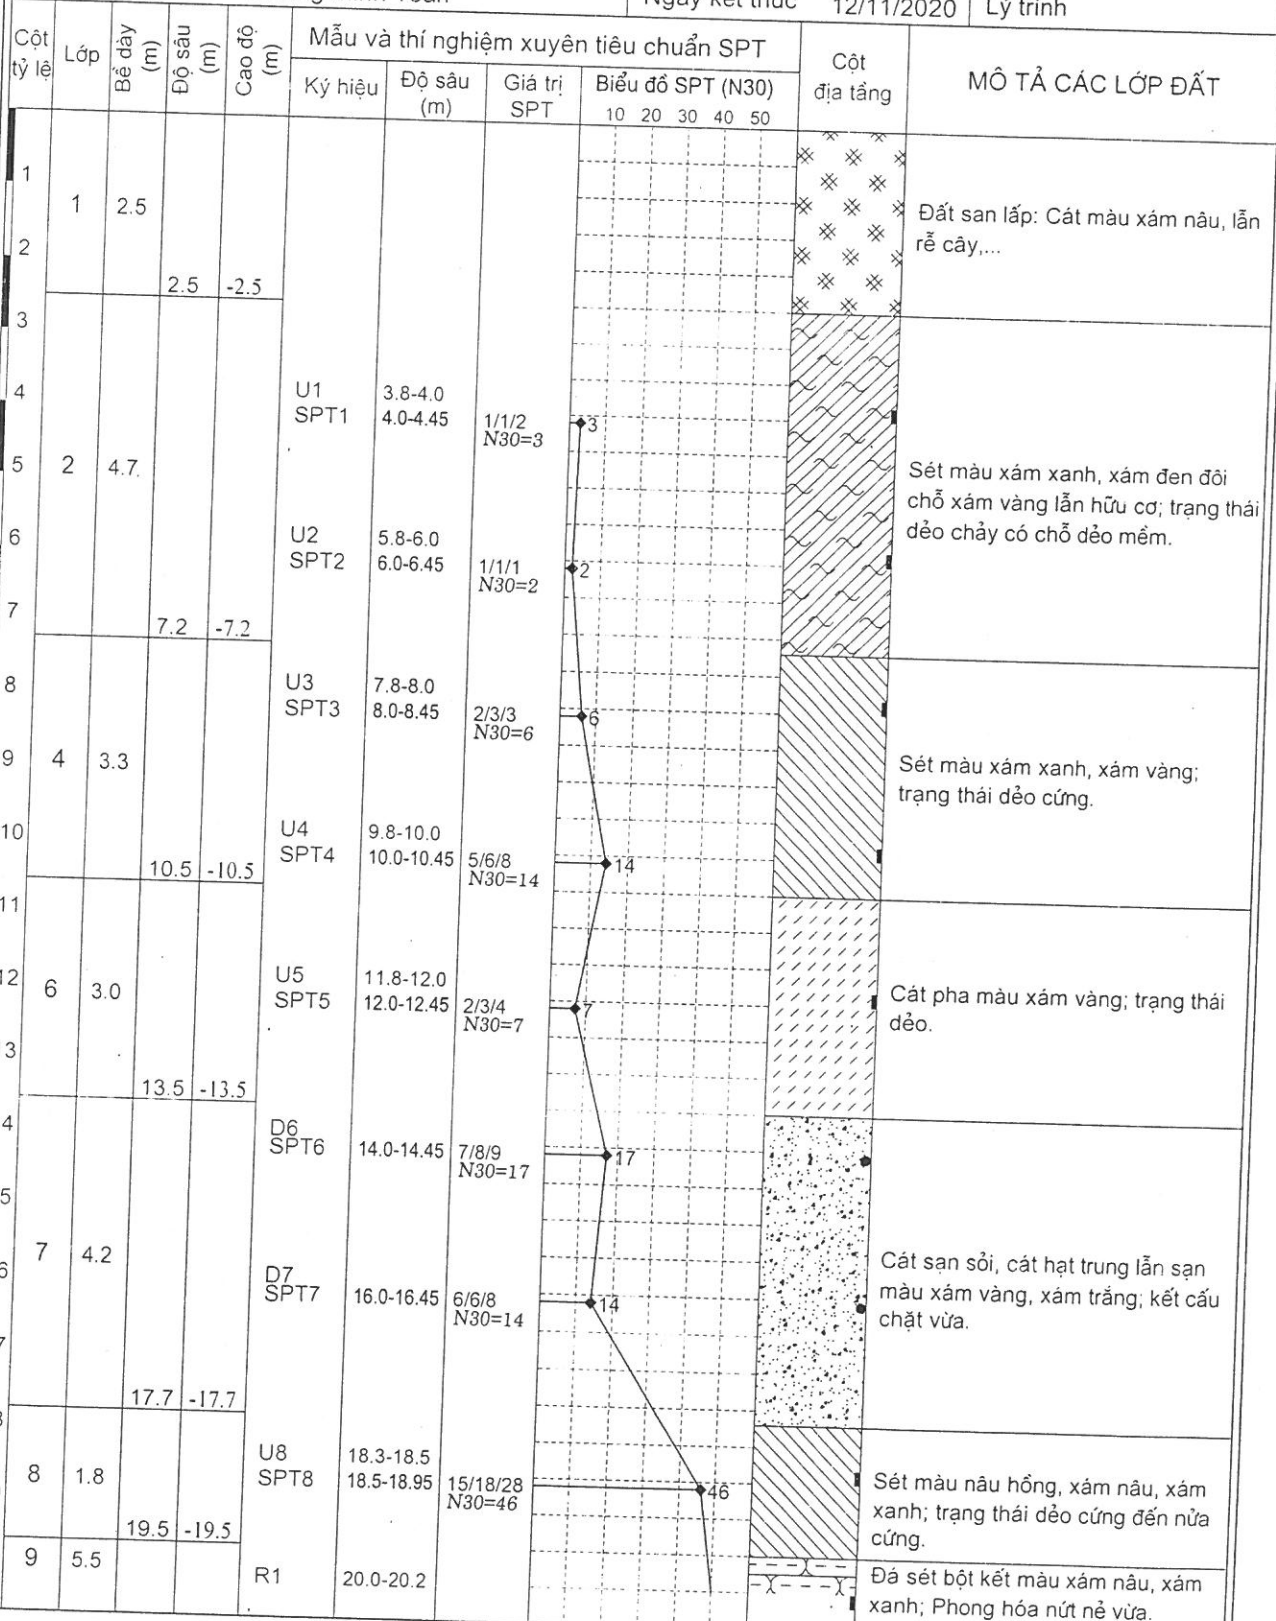 Ngày kết thúc 12/11/2020 Lý trình
Cột tỷ lệ
Lớp
Bề dày (m)
Độ sâu (m)
Cao độ (m)
Mẫu và thí nghiệm xuyên tiêu chuẩn SPT
Ký hiệu
Độ sâu (m)
Giá trị SPT
Biểu đồ SPT (N30)
10 20 30 40 50
Cột địa tầng
MÔ TẢ CÁC LỚP ĐẤT
1
1 2.5
Đất san lấp: Cát màu xám nâu, lẫn
rễ cây,...
2
2.5 -2.5
3
4
U1 3.8-4.0
SPT1 4.0-4.45 1/1/2
N30=3
3
5
2 4.7
Sét màu xám xanh, xám đen đôi
chỗ xám vàng lẫn hữu cơ; trạng thái
dẻo chảy có chỗ dẻo mềm.
6
U2 5.8-6.0
SPT2 6.0-6.45 1/1/1
N30=2
2
7
7.2 -7.2
8
U3 7.8-8.0
SPT3 8.0-8.45 2/3/3
N30=6
6
9
4 3.3
Sét màu xám xanh, xám vàng;
trạng thái dẻo cứng.
10
U4 9.8-10.0
SPT4 10.0-10.45 5/6/8
N30=14
14
10.5 -10.5
11
12
U5 11.8-12.0
SPT5 12.0-12.45 2/3/4
N30=7
7
6 3.0
Cát pha màu xám vàng; trạng thái
dẻo.
3
13.5 -13.5
4
D6
SPT6 14.0-14.45 7/8/9
N30=17
17
5
7 4.2
Cát sạn sỏi, cát hạt trung lẫn sạn
màu xám vàng, xám trắng; kết cấu
chặt vừa.
6
D7
SPT7 16.0-16.45 6/6/8
N30=14
14
7
17.7 -17.7
U8 18.3-18.5
SPT8 18.5-18.95 15/18/28
N30=46
46
8 1.8
Sét màu nâu hồng, xám nâu, xám
xanh; trạng thái dẻo cứng đến nửa
cứng.
19.5 -19.5
9 5.5
R1 20.0-20.2
Đá sét bột kết màu xám nâu, xám
xanh; Phong hóa nứt nẻ vừa.